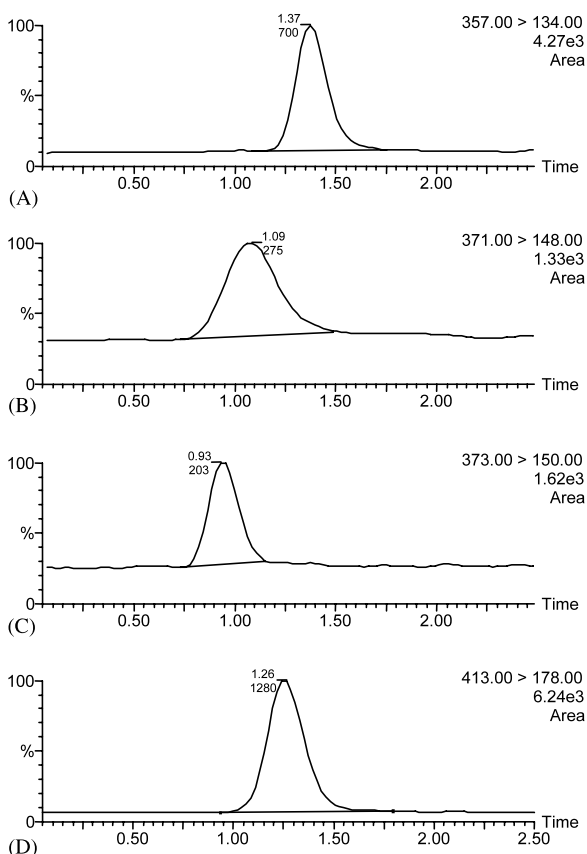 1.37
700
357.00 > 134.00
4.27e3
Area
100
%
0
0.50 1.00 1.50 2.00 Time
(A)
1.09
275
371.00 > 148.00
1.33e3
Area
100
%
0
0.50 1.00 1.50 2.00 Time
(B)
0.93
203
373.00 > 150.00
1.62e3
Area
100
%
0
0.50 1.00 1.50 2.00 Time
(C)
1.26
1280
413.00 > 178.00
6.24e3
Area
100
%
0
0.50 1.00 1.50 2.00 2.50 Time
(D)